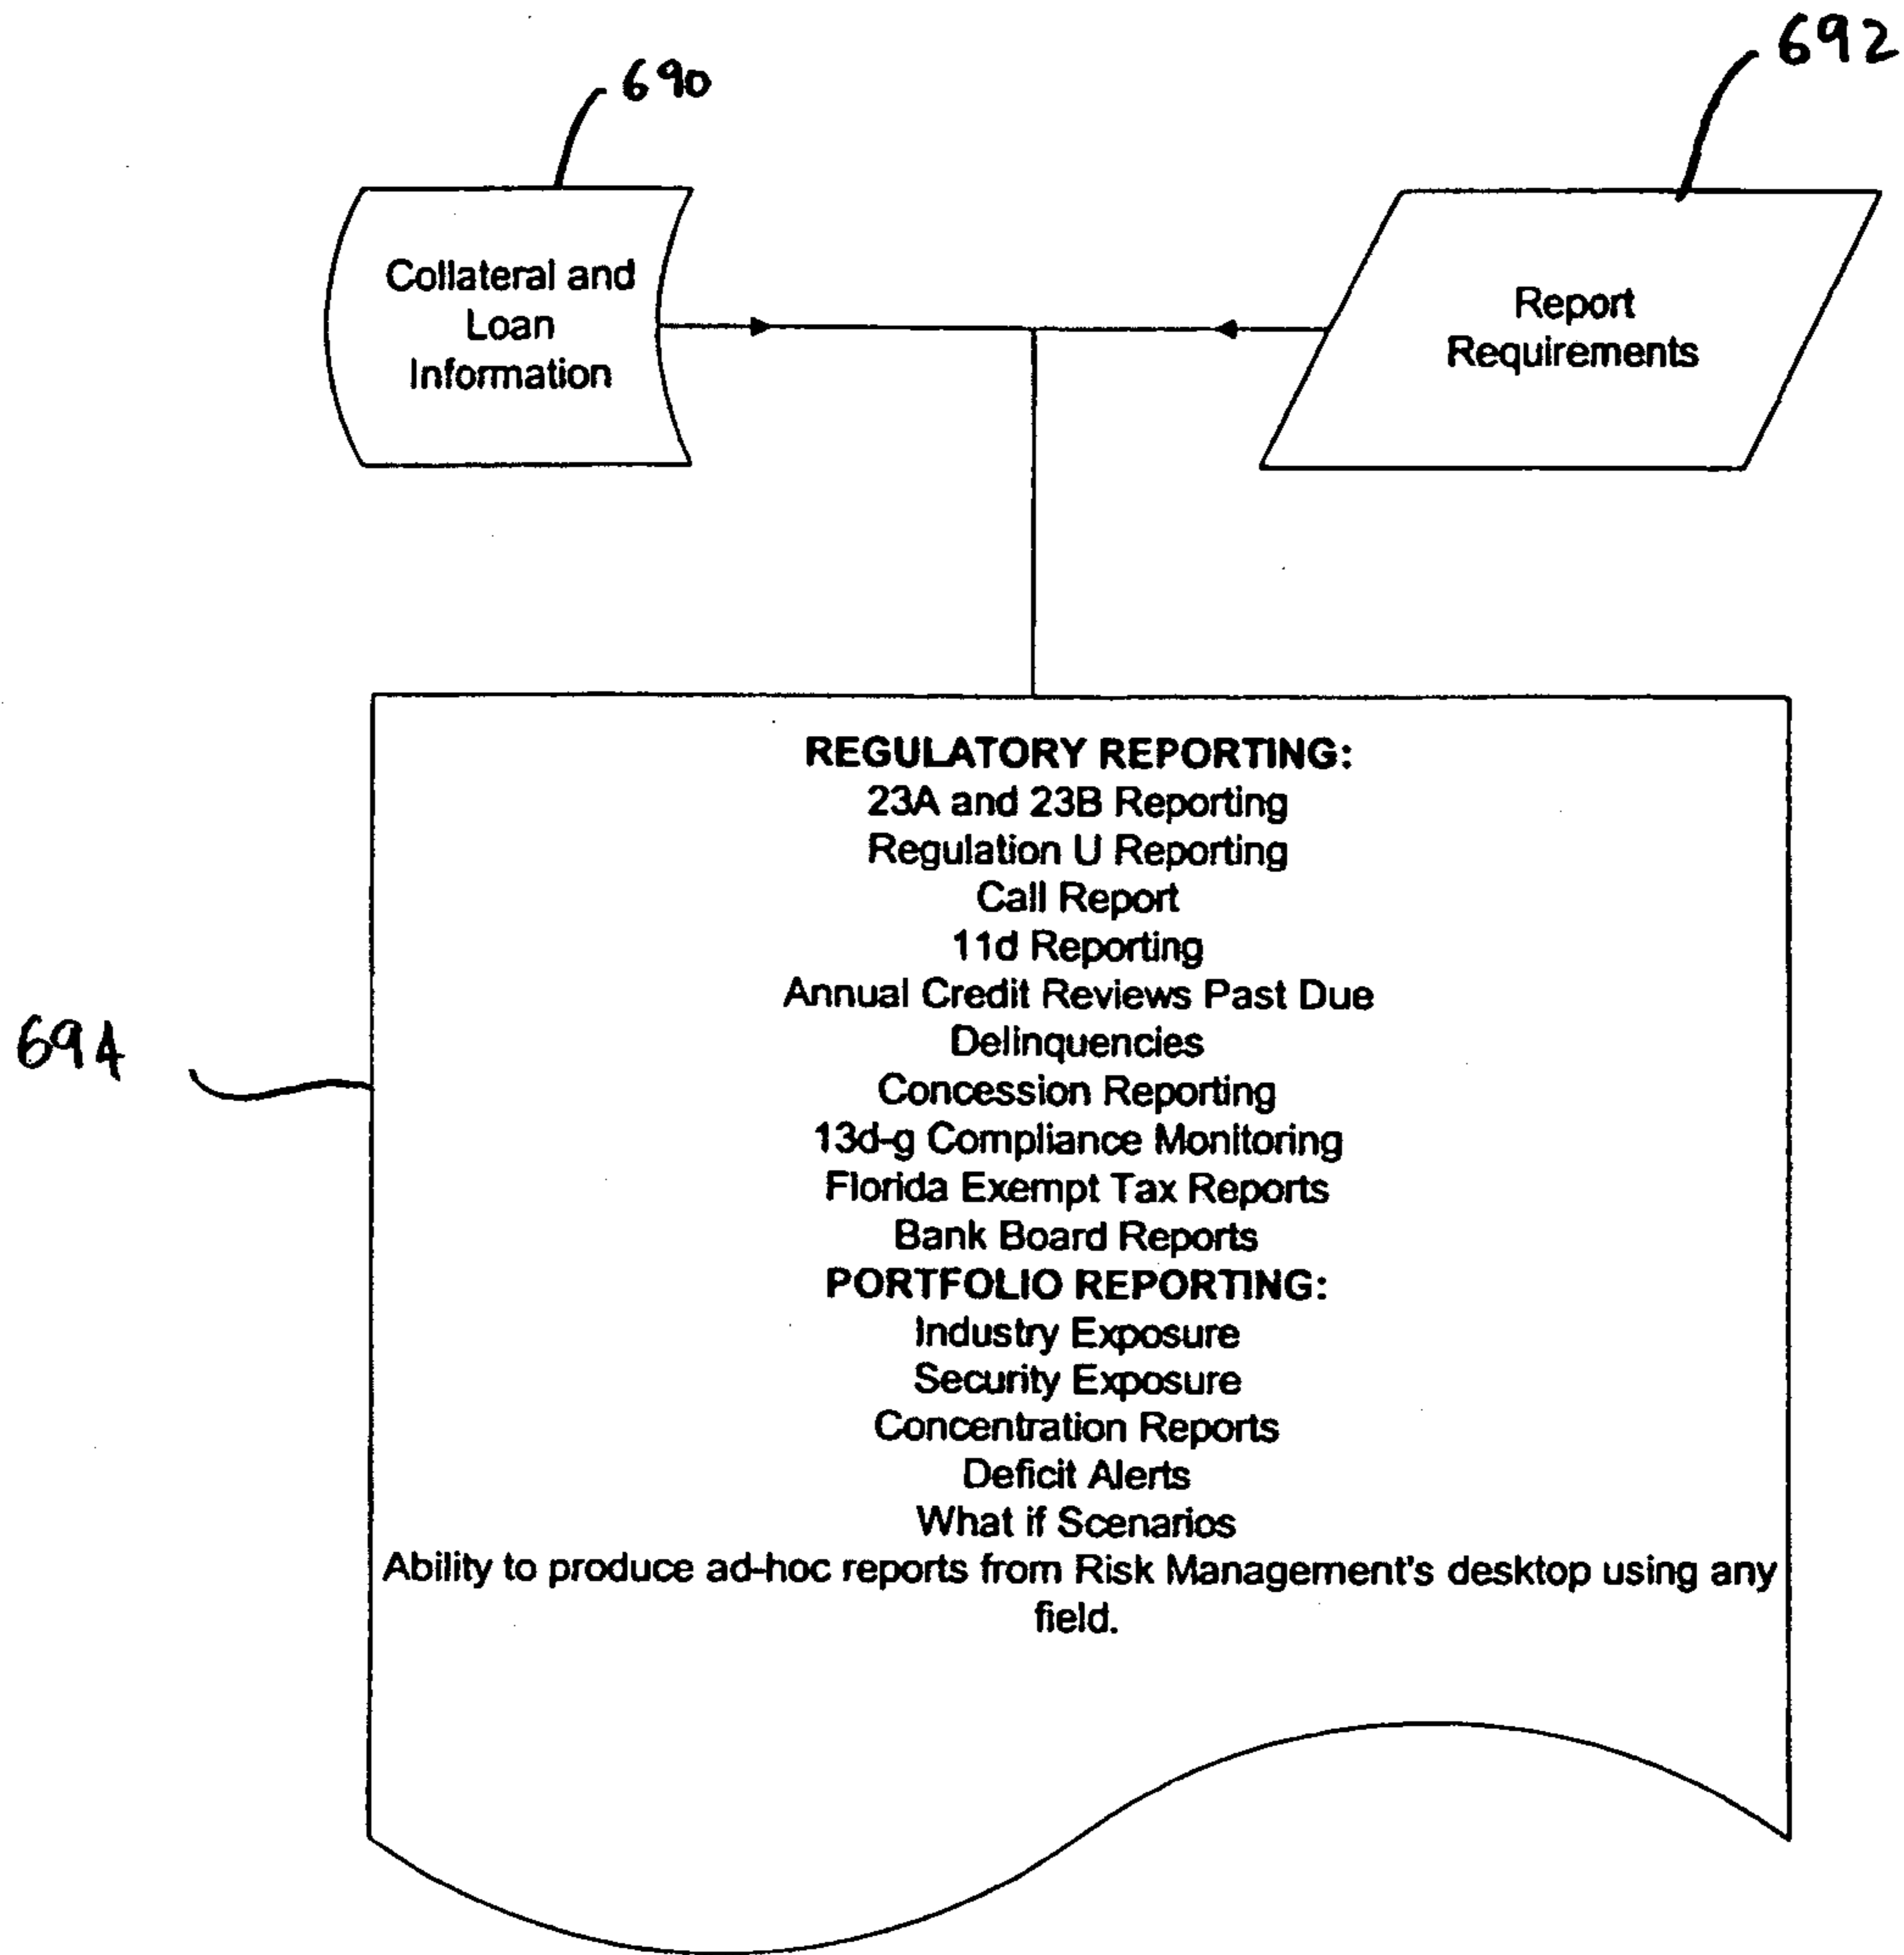 690
692
Collateral and
Loan
Information
Report
Requirements
REGULATORY REPORTING:
23A and 23B Reporting
Regulation U Reporting
Call Report
11d Reporting
Annual Credit Reviews Past Due
Delinquencies
Concession Reporting
13d-g Compliance Monitoring
Florida Exempt Tax Reports
Bank Board Reports
PORTFOLIO REPORTING:
Industry Exposure
Security Exposure
Concentration Reports
Deficit Alerts
What if Scenarios
Ability to produce ad-hoc reports from Risk Management's desktop using any
field.
694